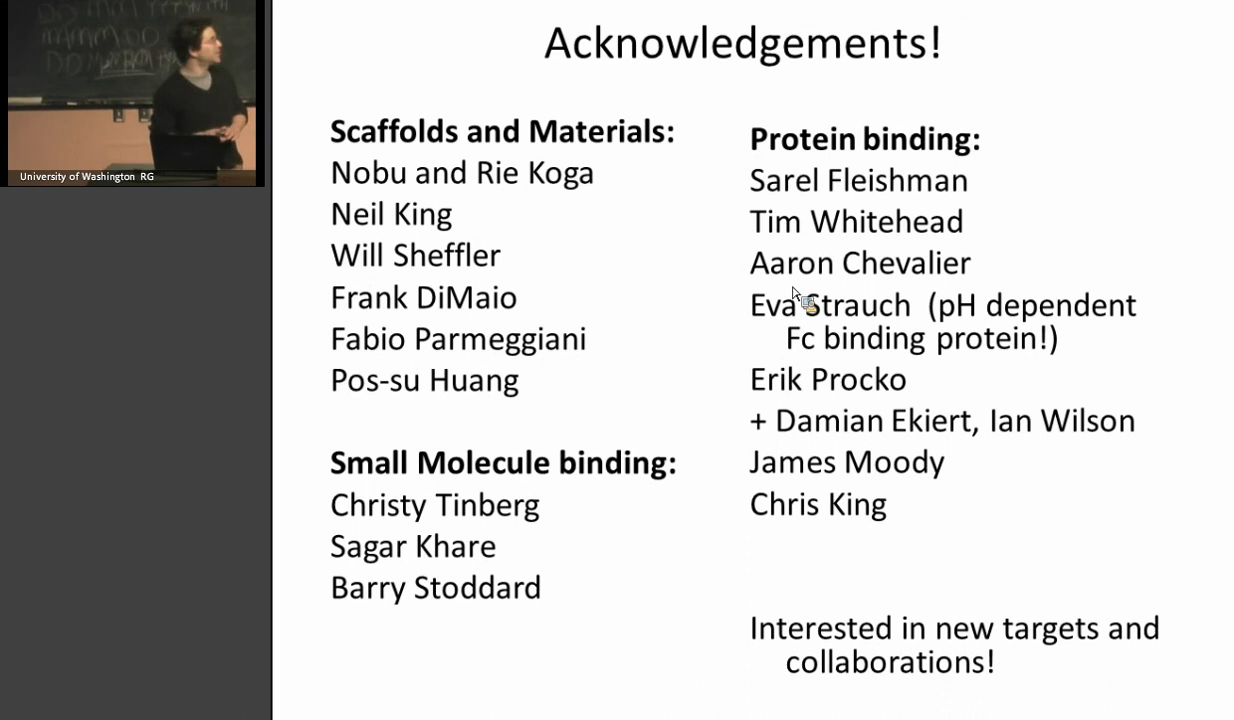 Acknowledgements!
Scaffolds and Materials:
Nobu and Rie Koga
Neil King
Will Sheffler
Frank DiMaio
Fabio Parmeggiani
Pos-su Huang
Small Molecule binding:
Christy Tinberg
Sagar Khare
Barry Stoddard
Protein binding:
Sarel Fleishman
Tim Whitehead
Aaron Chevalier
Eva Strauch (pH dependent
Fc binding protein!)
Erik Procko
+ Damian Ekiert, Ian Wilson
James Moody
Chris King
Interested in new targets and
collaborations!
University of Washington RG